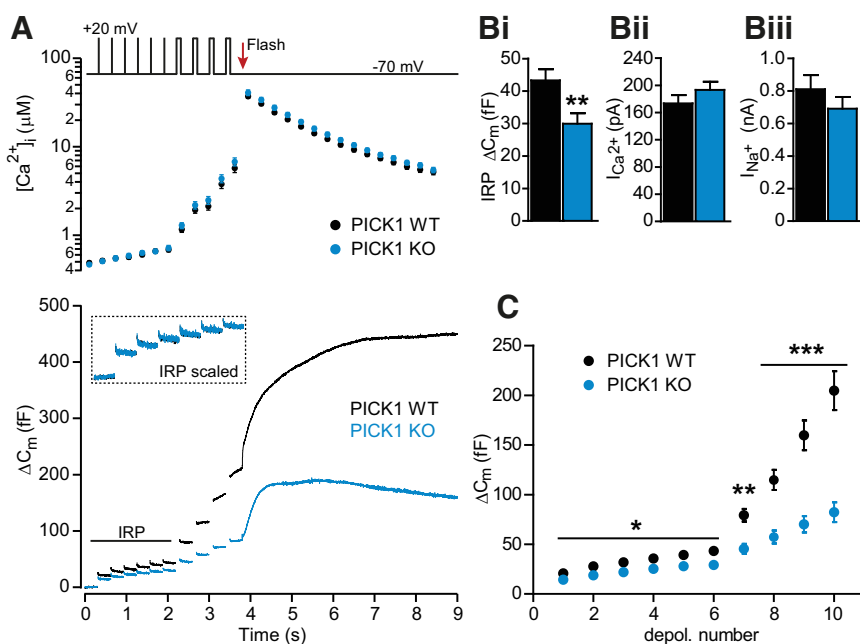 A
+20 mV
Flash
-70 mV
[Ca2+]i (µM)
100
6
4
2
10
6
4
2
1
6
4
PICK1 WT
PICK1 KO
ΔCm (fF)
500
400
300
200
100
0
IRP scaled
PICK1 WT
PICK1 KO
IRP
0 1 2 3 4 5 6 7 8 9
Time (s)
Bi
IRP ΔCm (fF)
50
40
30
20
10
0
**
Bii
ICa2+ (pA)
240
200
160
120
80
40
0
Biii
INa+ (nA)
1.0
0.8
0.6
0.4
0.2
0
C
PICK1 WT
PICK1 KO
ΔCm (fF)
250
200
150
100
50
0
*
**
***
0 2 4 6 8 10
depol. number